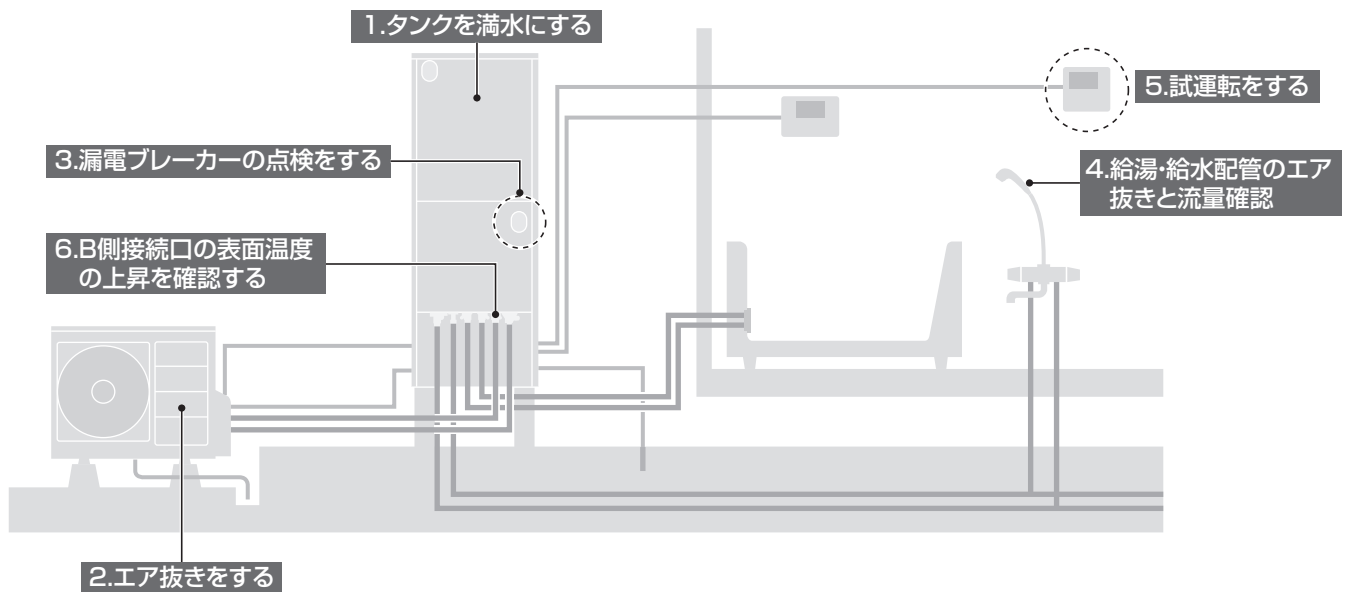 1.タンクを満水にする
5.試運転をする
3.漏電ブレーカーの点検をする
4.給湯・給水配管のエア
抜きと流量確認
6.B側接続口の表面温度
の上昇を確認する
2.エア抜きをする